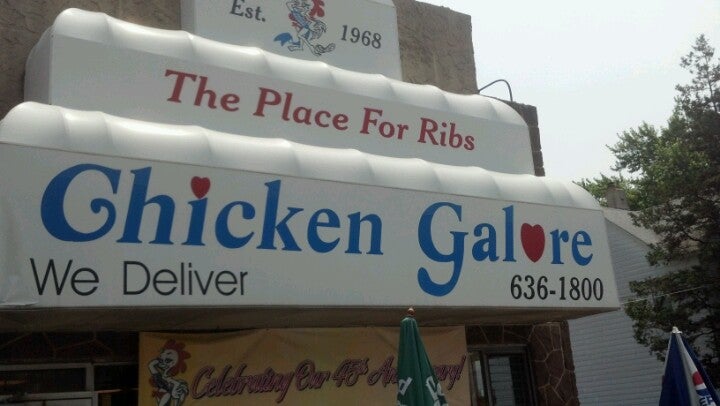 Est. 1968
The Place For Ribs
Chicken Galore
We Deliver 636-1800
Celebrating Our 45th Anniversary!